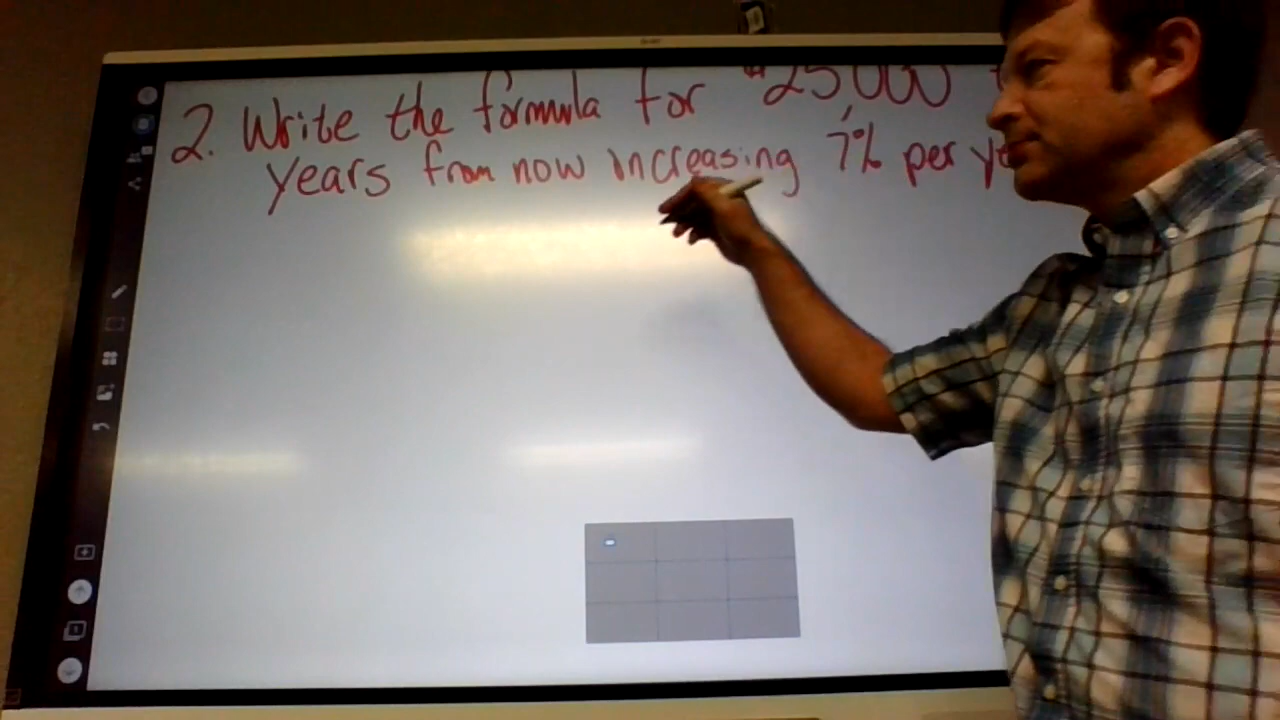 2. Write the formula for $25,000
years from now increasing 7% per ye